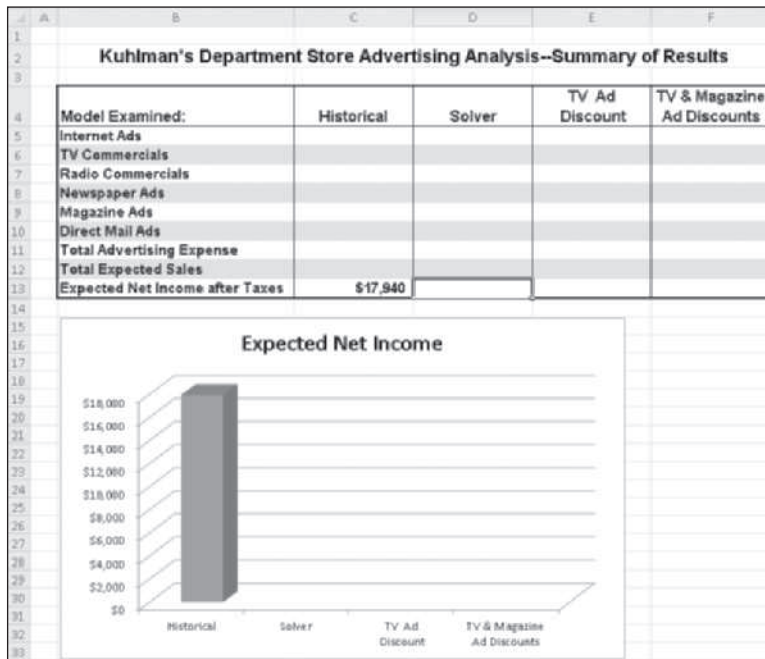 A B C D E F
1
2 Kuhlman's Department Store Advertising Analysis--Summary of Results
3
TV Ad TV & Magazine
4 Model Examined: Historical Solver Discount Ad Discounts
5 Internet Ads
6 TV Commercials
7 Radio Commercials
8 Newspaper Ads
9 Magazine Ads
10 Direct Mail Ads
11 Total Advertising Expense
12 Total Expected Sales
13 Expected Net Income after Taxes $17,940
14
15
16 Expected Net Income
17
18
19 $18,000
20 $16,000
21
22 $14,000
23 $12,000
24 $10,000
25
26 $8,000
27 $6,000
28 $4,000
29 $2,000
30 $0
31 Historical Solver TV Ad TV & Magazine
32 Discount Ad Discounts
33